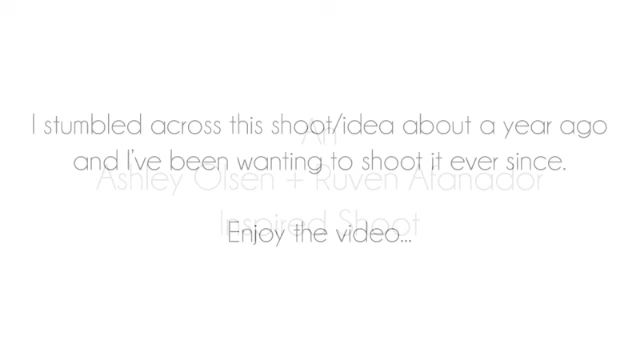 I stumbled across this shoot/idea about a year ago
An
and I've been wanting to shoot it ever since.
Ashley Olsen + Ruven Afanador
Inspired Shoot
Enjoy the video...